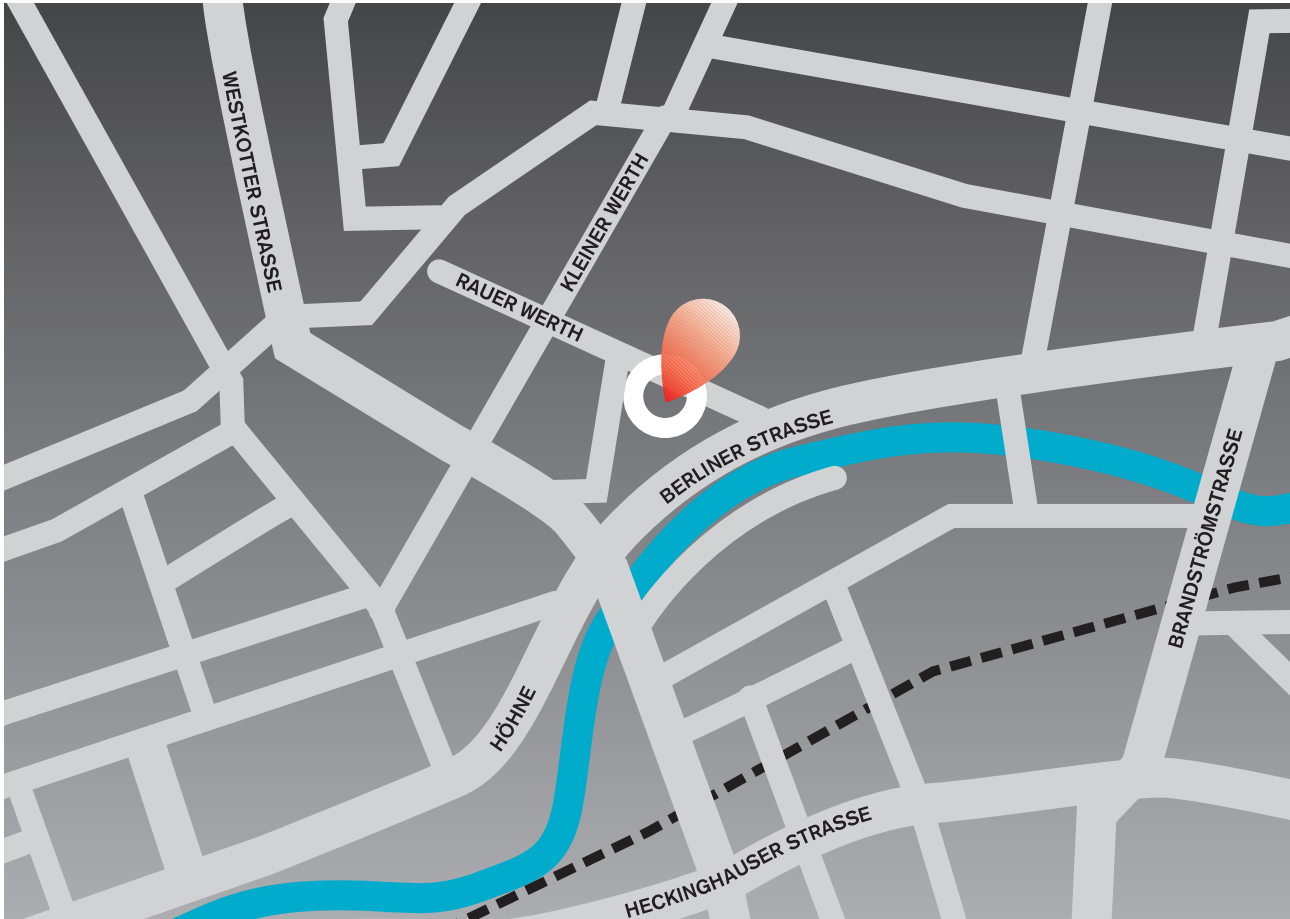 WESTKOTTER STRASSE
KLEINER WERTH
RAUER WERTH
BERLINER STRASSE
BRANDSTRÖMSTRASSE
HÖHNE
HECKINGHAUSER STRASSE